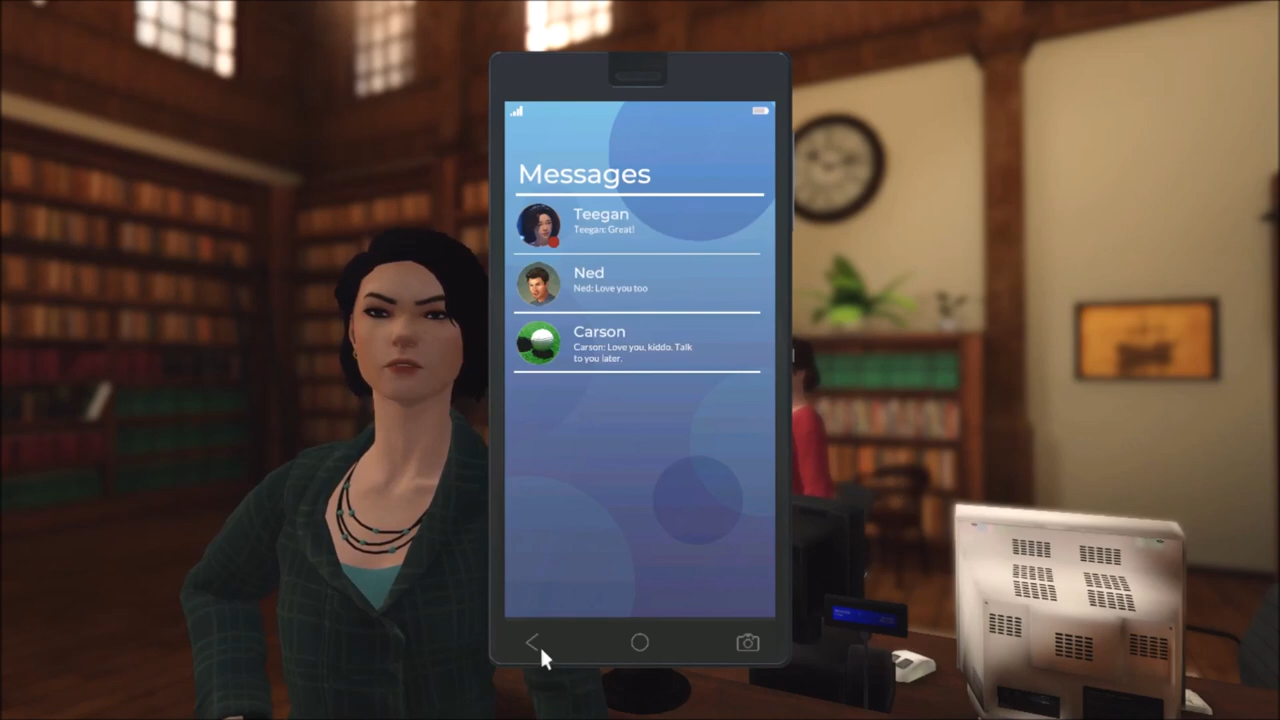 Messages
Teegan
Teegan: Great!
Ned
Ned: Love you too
Carson
Carson: Love you, kiddo. Talk
to you later.